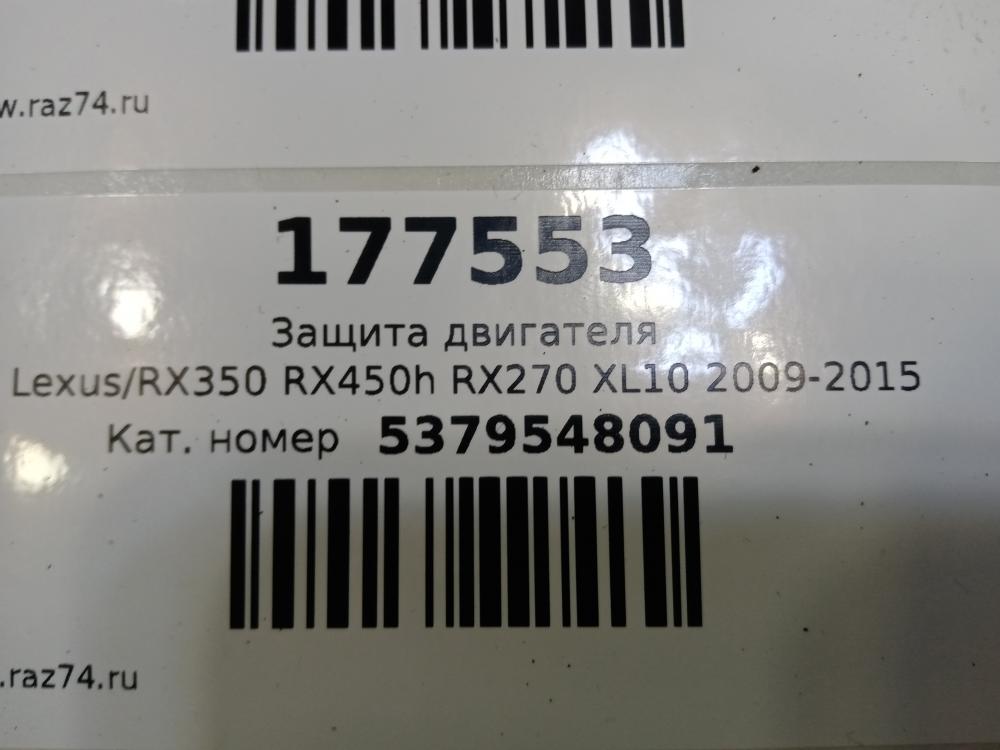 w.raz74.ru
177553
Защита двигателя
Lexus/RX350 RX450h RX270 XL10 2009-2015
Кат. номер 5379548091
.raz74.ru